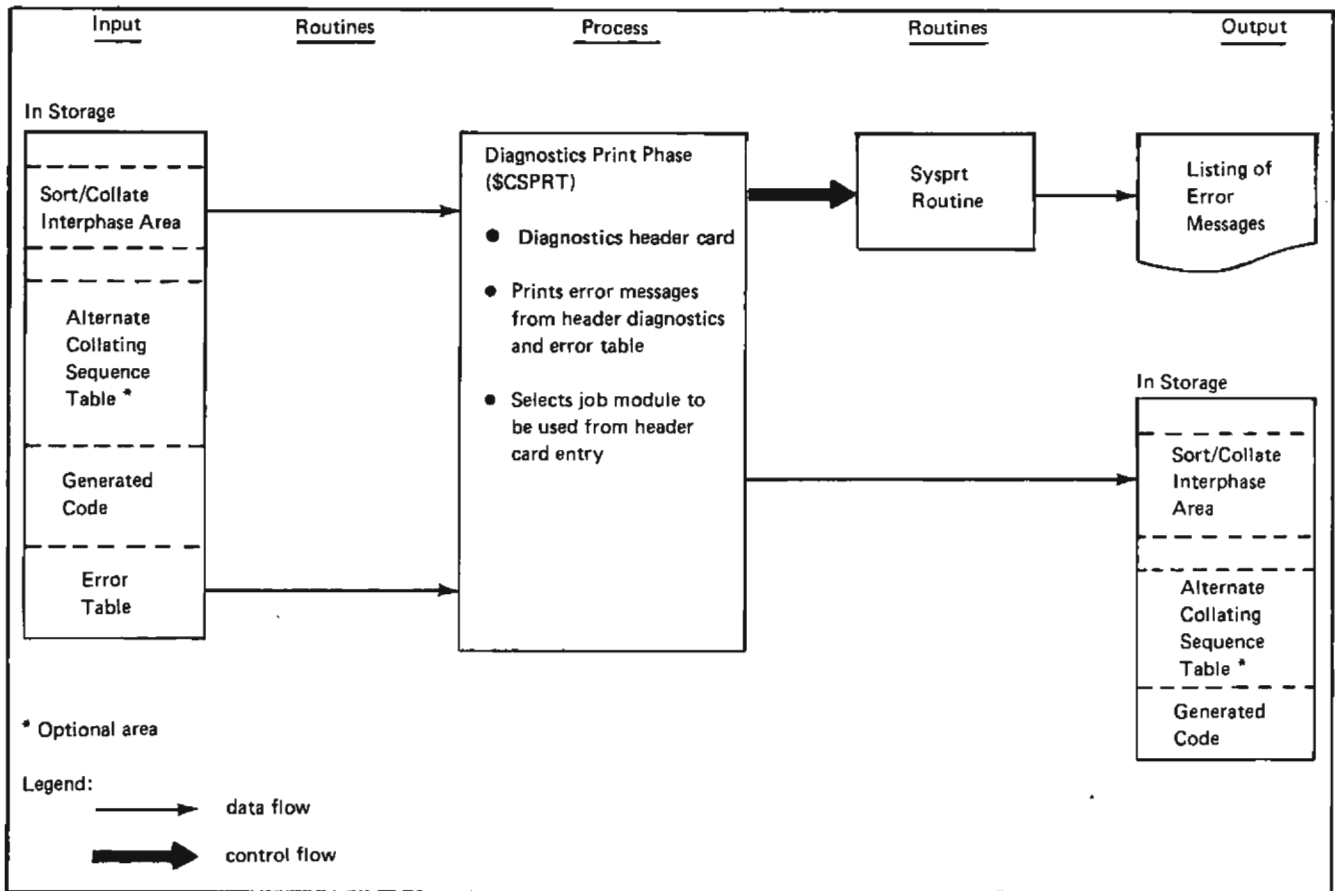 Input Routines Process Routines Output
In Storage
Sort/Collate
Interphase Area
Alternate
Collating
Sequence
Table *
Generated
Code
Error
Table
Diagnostics Print Phase
($CSPRT)
● Diagnostics header card
● Prints error messages
from header diagnostics
and error table
● Selects job module to
be used from header
card entry
Sysprt
Routine
Listing of
Error
Messages
In Storage
Sort/Collate
Interphase
Area
Alternate
Collating
Sequence
Table *
Generated
Code
* Optional area
Legend:
data flow
control flow